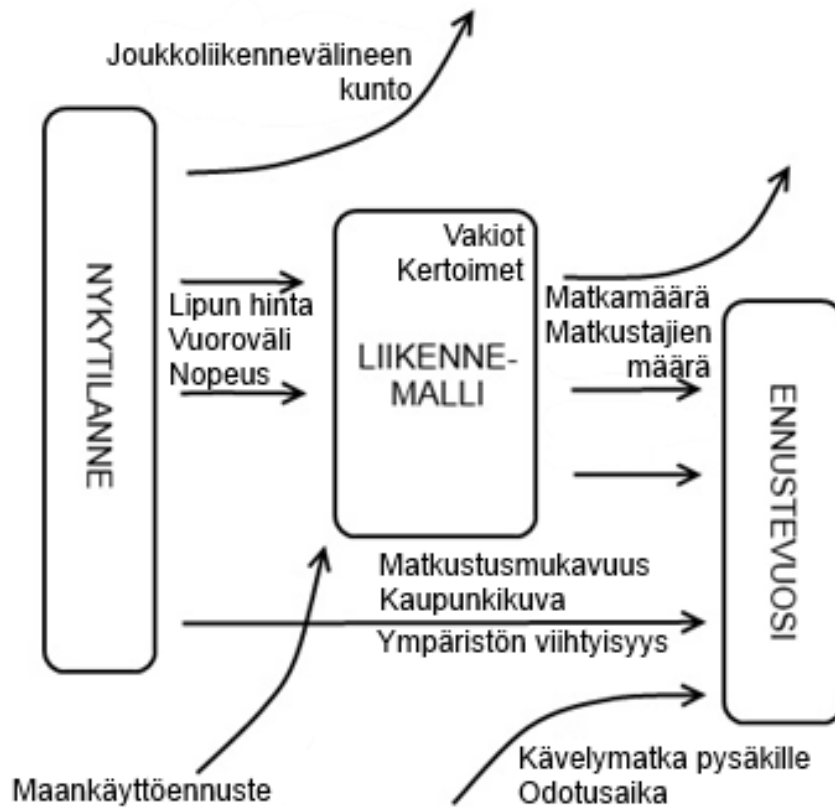 Joukkoliikennevälineen
kunto
NYKYTILANNE
Lipun hinta
Vuoroväli
Nopeus
Vakiot
Kertoimet
LIIKENNE-
MALLI
Matkamäärä
Matkustajien
määrä
ENNUSTEVUOSI
Matkustusmukavuus
Kaupunkikuva
Ympäristön viihtyisyys
Maankäyttöennuste
Kävelymatka pysäkille
Odotusaika